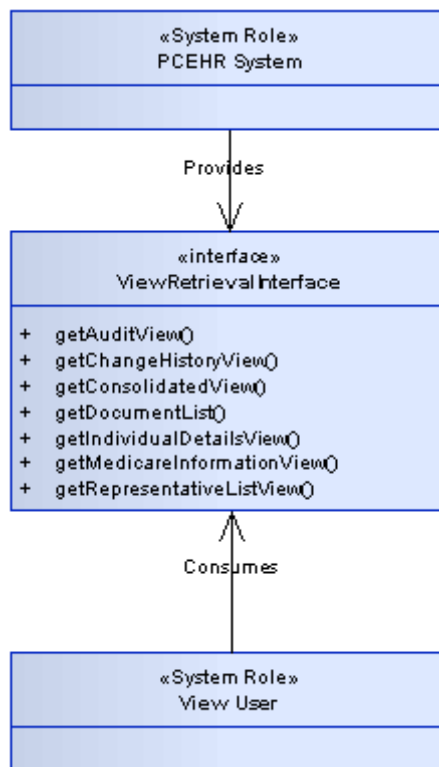 «System Role»
PCEHR System
Provides
«interface»
ViewRetrievalInterface
+ getAuditView()
+ getChangeHistoryView()
+ getConsolidatedView()
+ getDocumentList()
+ getIndividualDetailsView()
+ getMedicareInformationView()
+ getRepresentativeListView()
Consumes
«System Role»
View User